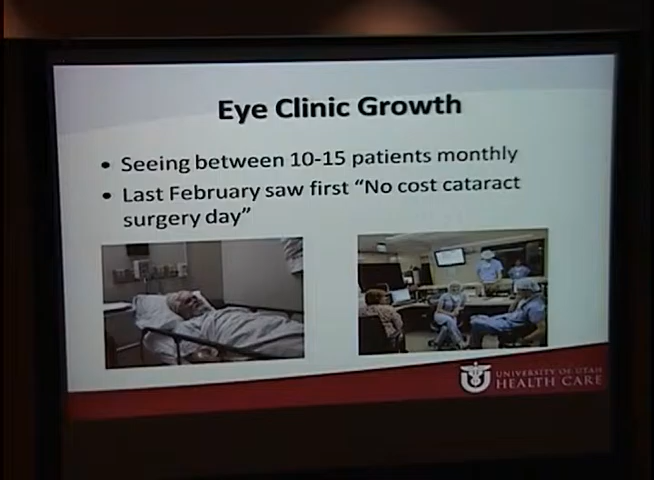 Eye Clinic Growth
• Seeing between 10-15 patients monthly
• Last February saw first “No cost cataract
surgery day”
UNIVERSITY OF UTAH
HEALTH CARE